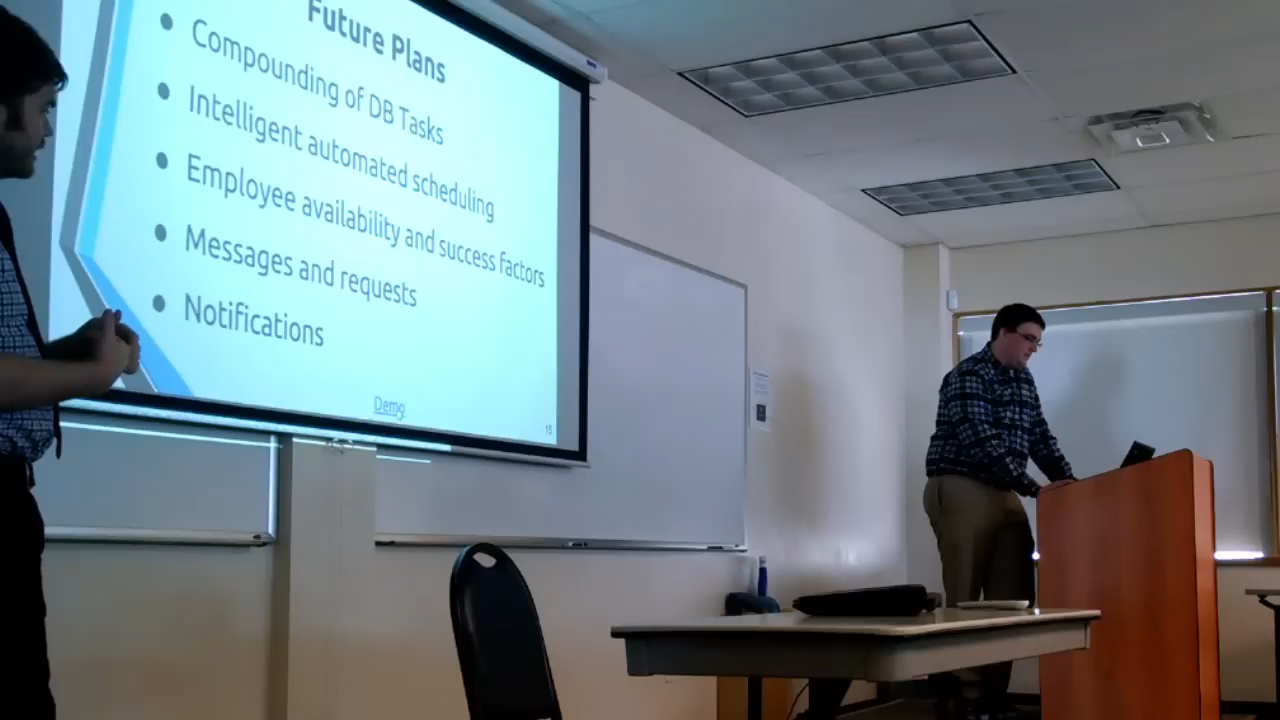 Future Plans
Compounding of DB Tasks
Intelligent automated scheduling
Employee availability and success factors
Messages and requests
Notifications
Demo
15